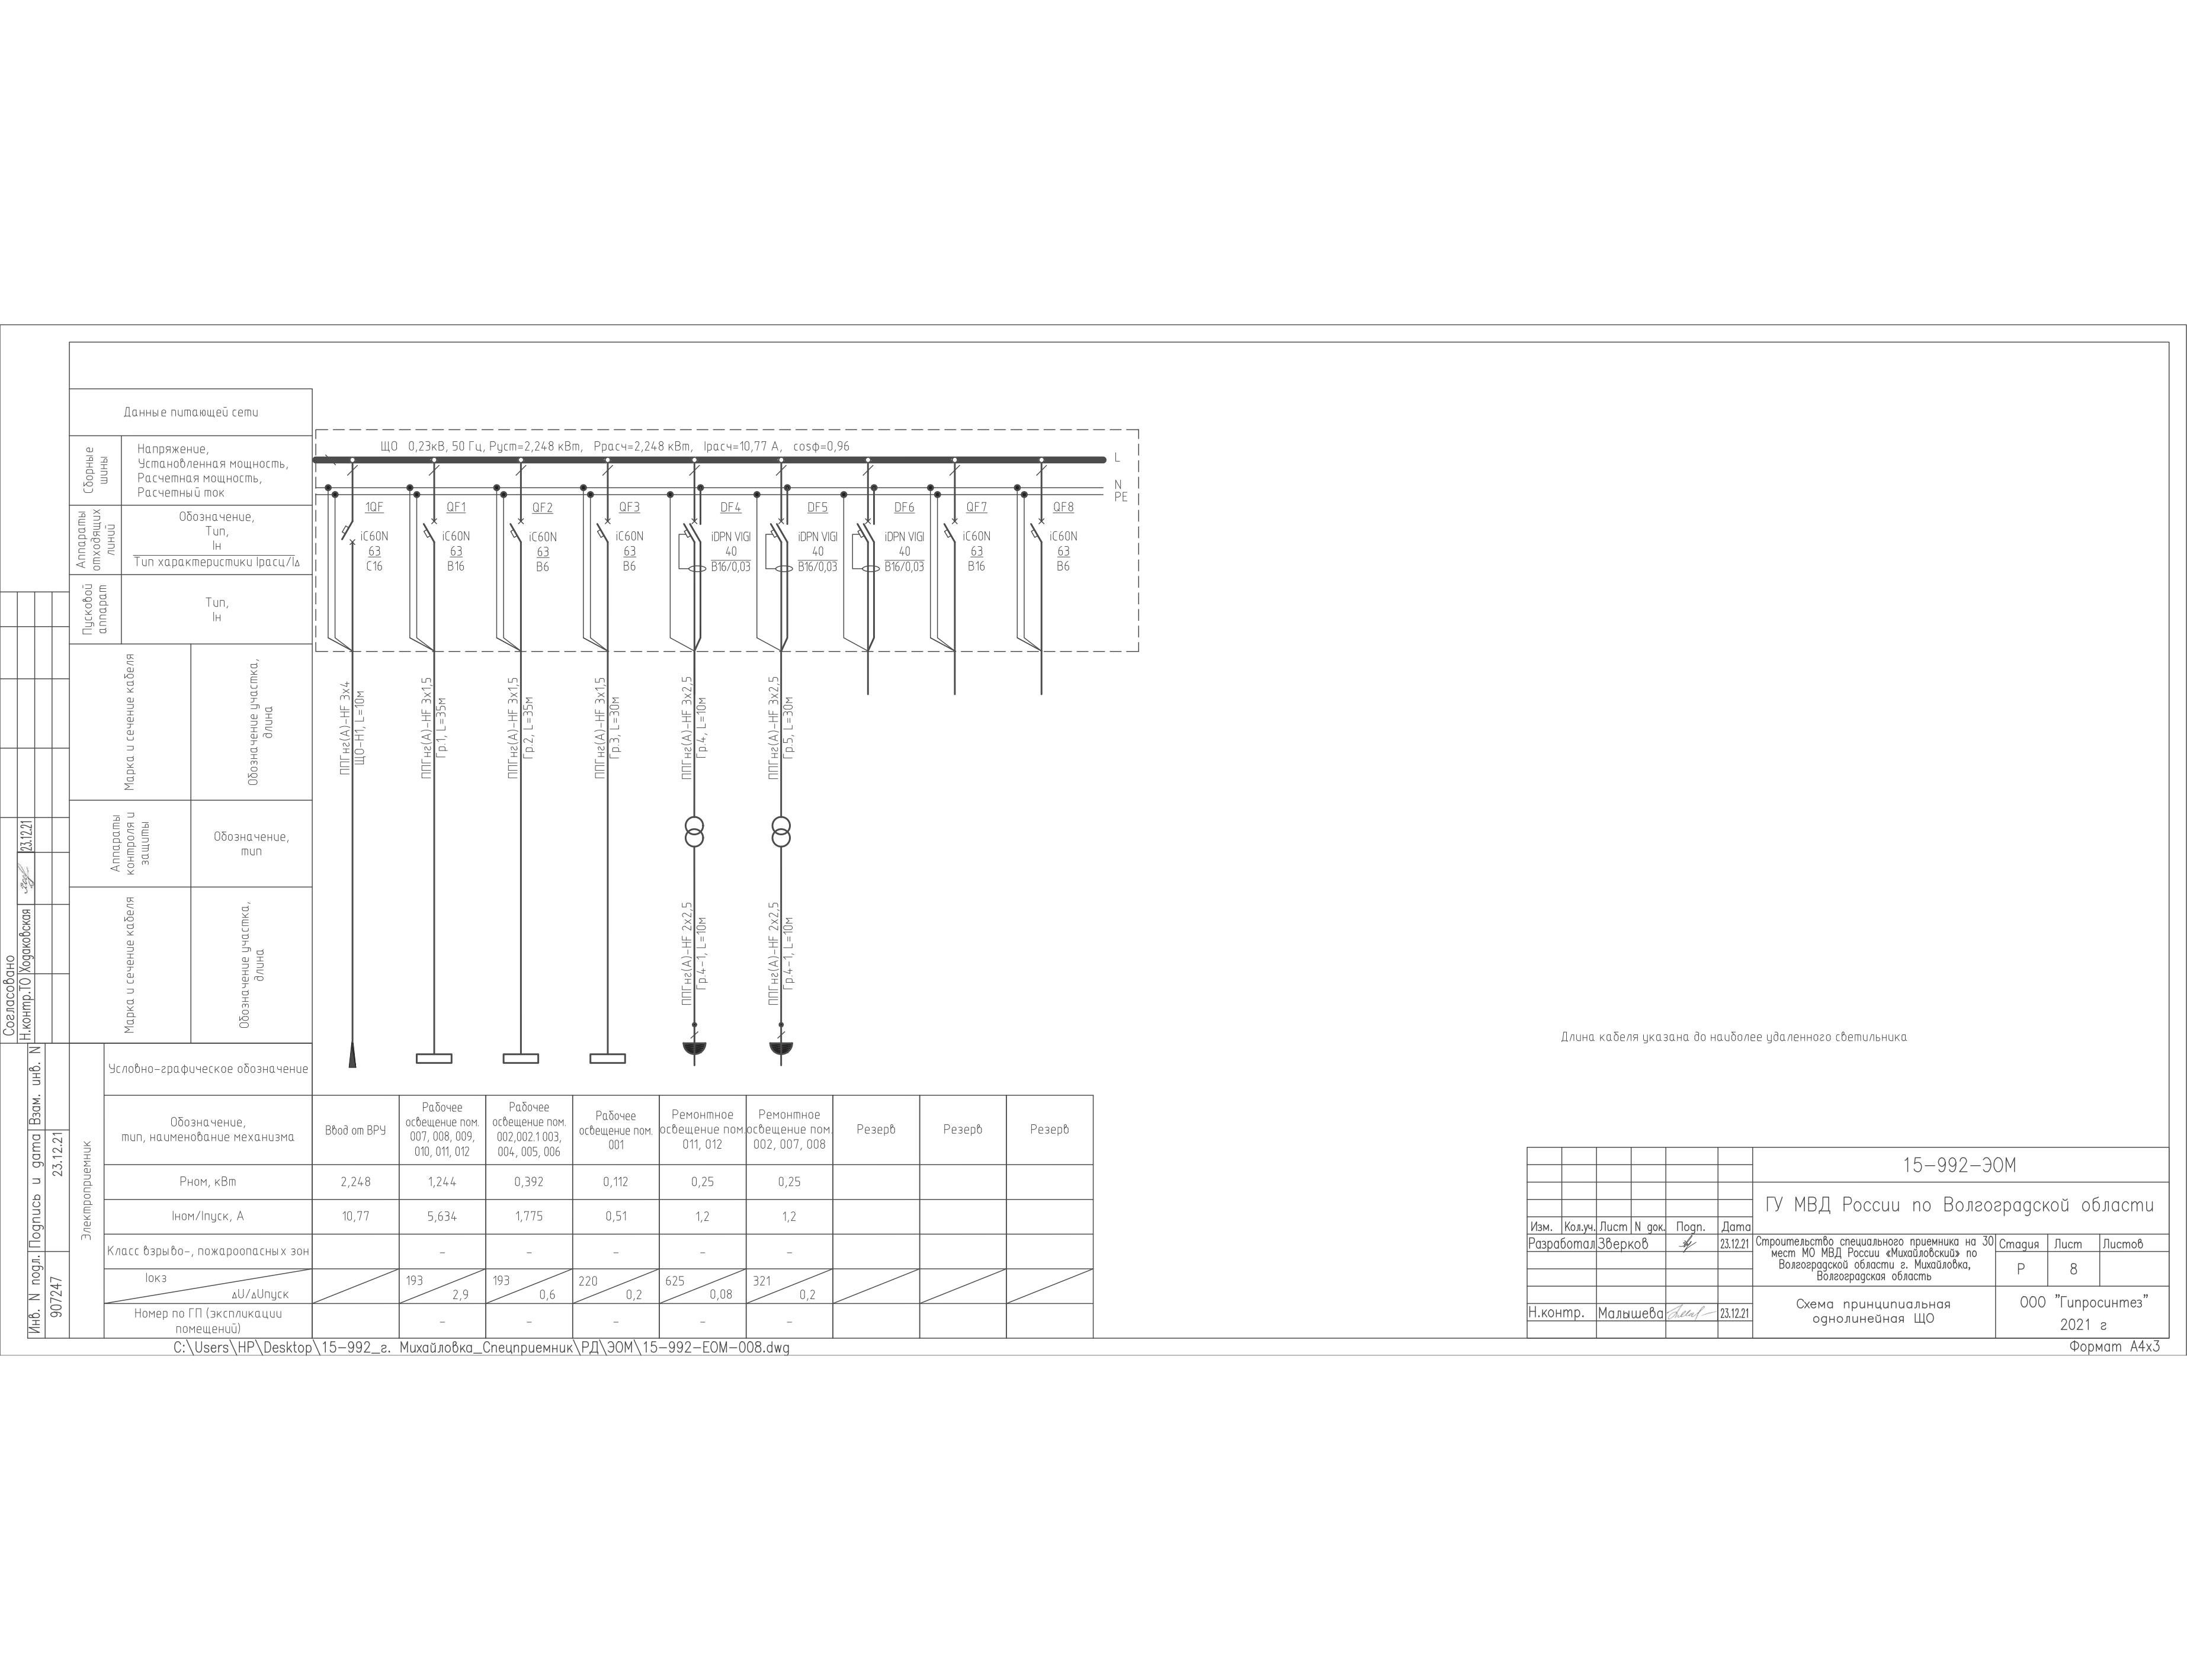 Данные питающей сети
Сборные
шины
Напряжение,
Установленная мощность,
Расчетная мощность,
Расчетный ток
Аппараты
отходящих
линий
Обозначение,
Тип,
Iн
Тип характеристики Iрасц/I∆
Пусковой
аппарат
Тип,
Iн
Марка и сечение кабеля
Обозначение участка,
длина
Аппараты
контроля и
защиты
Обозначение,
тип
Марка и сечение кабеля
Обозначение участка,
длина
ЩО 0,23кВ, 50 Гц, Руст=2,248 кВт, Ррасч=2,248 кВт, Iрасч=10,77 А, cosφ=0,96
L
N
PE
1QF
iC60N
63
C16
QF1
iC60N
63
B16
QF2
iC60N
63
B6
QF3
iC60N
63
B6
DF4
iDPN VIGI
40
B16/0,03
DF5
iDPN VIGI
40
B16/0,03
DF6
iDPN VIGI
40
B16/0,03
QF7
iC60N
63
B16
QF8
iC60N
63
B6
ППГнг(А)-HF 3х4
ЩО-Н1, L=10м
ППГнг(А)-HF 3х1,5
Гр.1, L=35м
ППГнг(А)-HF 3х1,5
Гр.2, L=35м
ППГнг(А)-HF 3х1,5
Гр.3, L=30м
ППГнг(А)-HF 3х2,5
Гр.4, L=10м
ППГнг(А)-HF 3х2,5
Гр.5, L=30м
ППГнг(А)-HF 2х2,5
Гр.4-1, L=10м
ППГнг(А)-HF 2х2,5
Гр.4-1, L=10м
Электроприемник
Условно-графическое обозначение
Обозначение,
тип, наименование механизма
Ввод от ВРУ
Рабочее
освещение пом.
007, 008, 009,
010, 011, 012
Рабочее
освещение пом.
002,002.1 003,
004, 005, 006
Рабочее
освещение пом.
001
Ремонтное
освещение пом.
011, 012
Ремонтное
освещение пом.
002, 007, 008
Резерв
Резерв
Резерв
Рном, кВт
2,248
1,244
0,392
0,112
0,25
0,25
Iном/Iпуск, А
10,77
5,634
1,775
0,51
1,2
1,2
Класс взрыво-, пожароопасных зон
–
–
–
–
–
Iокз
∆U/∆Uпуск
193
2,9
193
0,6
220
0,2
625
0,08
321
0,2
Номер по ГП (экспликации
помещений)
–
–
–
–
–
Длина кабеля указана до наиболее удаленного светильника
Согласовано
Н.контр.ТО Ходаковская
23.12.21
Взам. инв. N
Подпись и дата
23.12.21
Инв. N подл.
907247
15-992-ЭОМ
ГУ МВД России по Волгоградской области
Изм. Кол.уч. Лист N док. Подп. Дата
Разработал Зверков 23.12.21
Строительство специального приемника на 30
мест МО МВД России «Михайловский» по
Волгоградской области г. Михайловка,
Волгоградская область
Стадия Лист Листов
Р 8
Н.контр. Малышева 23.12.21
Схема принципиальная
однолинейная ЩО
ООО "Гипросинтез"
2021 г
C:\Users\HP\Desktop\15-992_г. Михайловка_Спецприемник\РД\ЭОМ\15-992-EOM-008.dwg
Формат А4х3